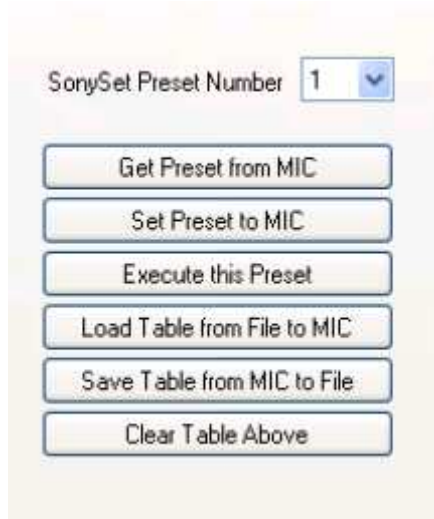 SonySet Preset Number 1
Get Preset from MIC
Set Preset to MIC
Execute this Preset
Load Table from File to MIC
Save Table from MIC to File
Clear Table Above